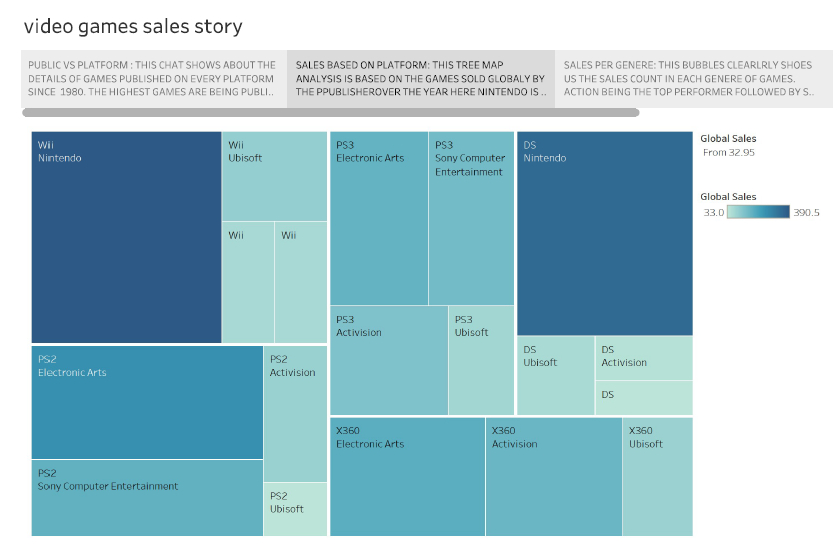 video games sales story
PUBLIC VS PLATFORM : THIS CHAT SHOWS ABOUT THE
DETAILS OF GAMES PUBLISHED ON EVERY PLATFORM
SINCE 1980. THE HIGHEST GAMES ARE BEING PUBLI..
SALES BASED ON PLATFORM: THIS TREE MAP
ANALYSIS IS BASED ON THE GAMES SOLD GLOBALY BY
THE PPUBLISHEROVER THE YEAR HERE NINTENDO IS ..
SALES PER GENERE: THIS BUBBLES CLEARLRLY SHOES
US THE SALES COUNT IN EACH GENERE OF GAMES.
ACTION BEING THE TOP PERFORMER FOLLOWED BY S..
Wii
Nintendo
Wii
Ubisoft
Wii
Wii
PS2
Electronic Arts
PS2
Activision
PS2
Sony Computer Entertainment
PS2
Ubisoft
PS3
Electronic Arts
PS3
Sony Computer
Entertainment
PS3
Activision
PS3
Ubisoft
DS
Nintendo
DS
Ubisoft
DS
Activision
DS
X360
Electronic Arts
X360
Activision
X360
Ubisoft
Global Sales
From 32.95
Global Sales
33.0 390.5